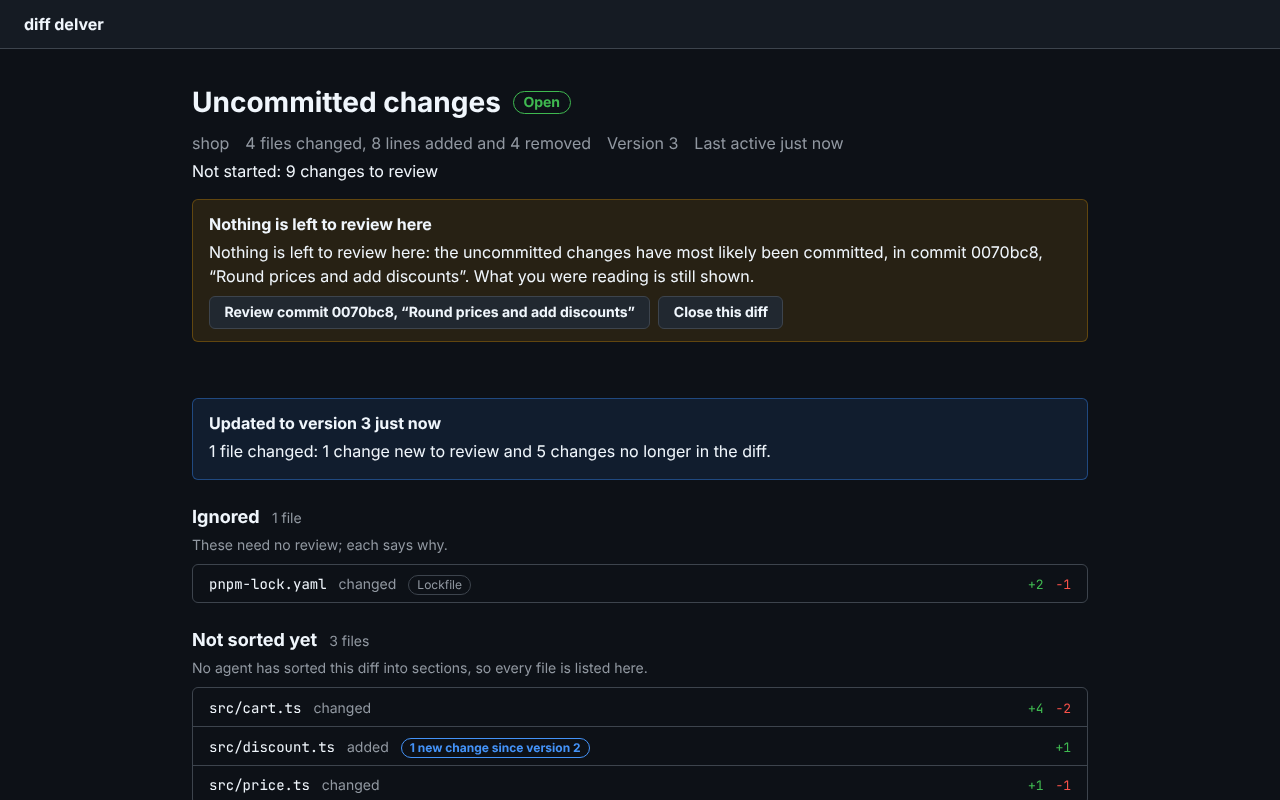 diff delver
Uncommitted changes Open
shop 4 files changed, 8 lines added and 4 removed Version 3 Last active just now
Not started: 9 changes to review
Nothing is left to review here
Nothing is left to review here: the uncommitted changes have most likely been committed, in commit 0070bc8,
“Round prices and add discounts”. What you were reading is still shown.
Review commit 0070bc8, “Round prices and add discounts” Close this diff
Updated to version 3 just now
1 file changed: 1 change new to review and 5 changes no longer in the diff.
Ignored 1 file
These need no review; each says why.
pnpm-lock.yaml changed Lockfile +2 -1
Not sorted yet 3 files
No agent has sorted this diff into sections, so every file is listed here.
src/cart.ts changed +4 -2
src/discount.ts added 1 new change since version 2 +1
src/price.ts changed +1 -1